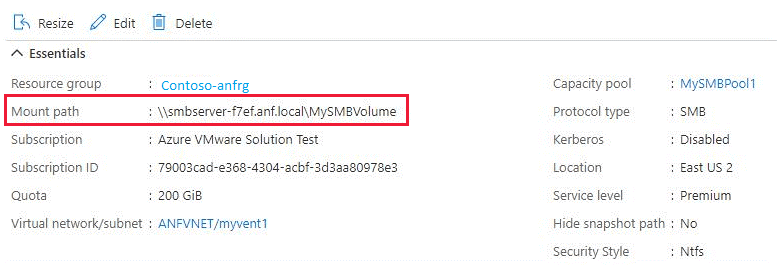 Resize Edit Delete
Essentials
Resource group : Contoso-anfrg
Mount path : \\smbserver-f7ef.anf.local\MySMBVolume
Subscription : Azure VMware Solution Test
Subscription ID : 79003cad-e368-4304-acbf-3d3aa80978e3
Quota : 200 GiB
Virtual network/subnet : ANFVNET/myvent1
Capacity pool : MySMBPool1
Protocol type : SMB
Kerberos : Disabled
Location : East US 2
Service level : Premium
Hide snapshot path : No
Security Style : Ntfs